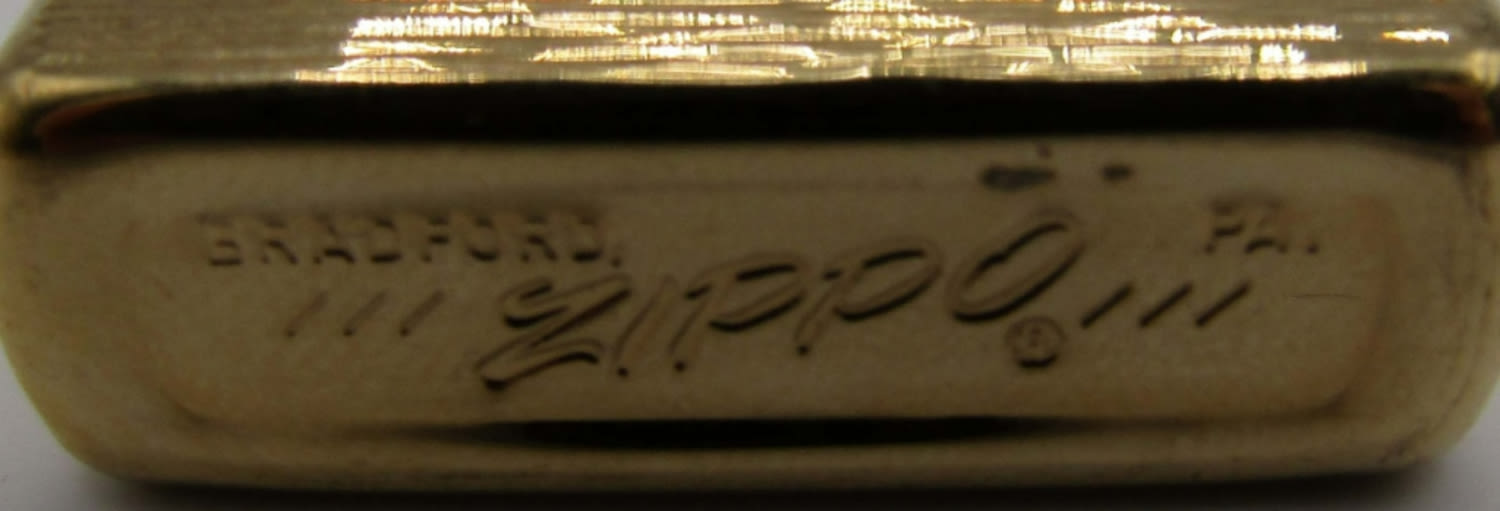 BRADFORD, PA.
/// ZIPPO ® ///